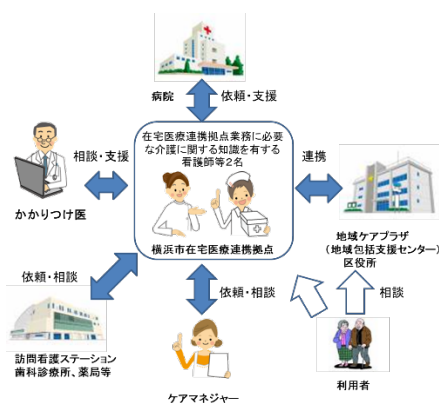 病院
依頼・支援
在宅医療連携拠点業務に必要
な介護に関する知識を有する
看護師等2名
相談・支援
連携
かかりつけ医
横浜市在宅医療連携拠点
地域ケアプラザ
（地域包括支援センター）
区役所
依頼・相談
依頼・相談
相談
訪問看護ステーション
歯科診療所、薬局等
ケアマネジャー
利用者